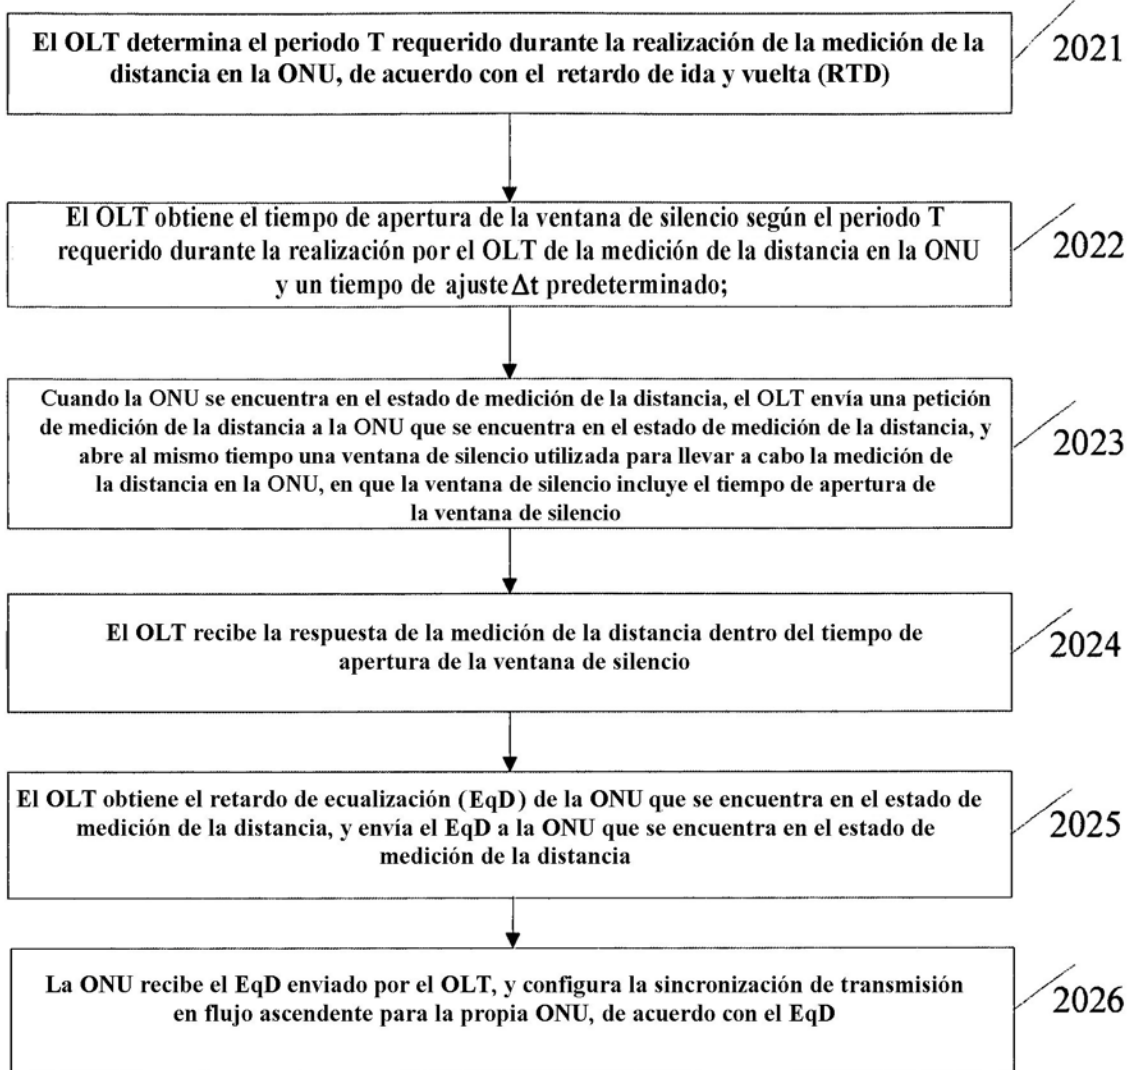 El OLT determina el periodo T requerido durante la realización de la medición de la
distancia en la ONU, de acuerdo con el retardo de ida y vuelta (RTD)
2021
El OLT obtiene el tiempo de apertura de la ventana de silencio según el periodo T
requerido durante la realización por el OLT de la medición de la distancia en la ONU
y un tiempo de ajuste Δt predeterminado;
2022
Cuando la ONU se encuentra en el estado de medición de la distancia, el OLT envía una petición
de medición de la distancia a la ONU que se encuentra en el estado de medición de la distancia, y
abre al mismo tiempo una ventana de silencio utilizada para llevar a cabo la medición de
la distancia en la ONU, en que la ventana de silencio incluye el tiempo de apertura de
la ventana de silencio
2023
El OLT recibe la respuesta de la medición de la distancia dentro del tiempo de
apertura de la ventana de silencio
2024
El OLT obtiene el retardo de ecualización (EqD) de la ONU que se encuentra en el estado de
medición de la distancia, y envía el EqD a la ONU que se encuentra en el estado de
medición de la distancia
2025
La ONU recibe el EqD enviado por el OLT, y configura la sincronización de transmisión
en flujo ascendente para la propia ONU, de acuerdo con el EqD
2026